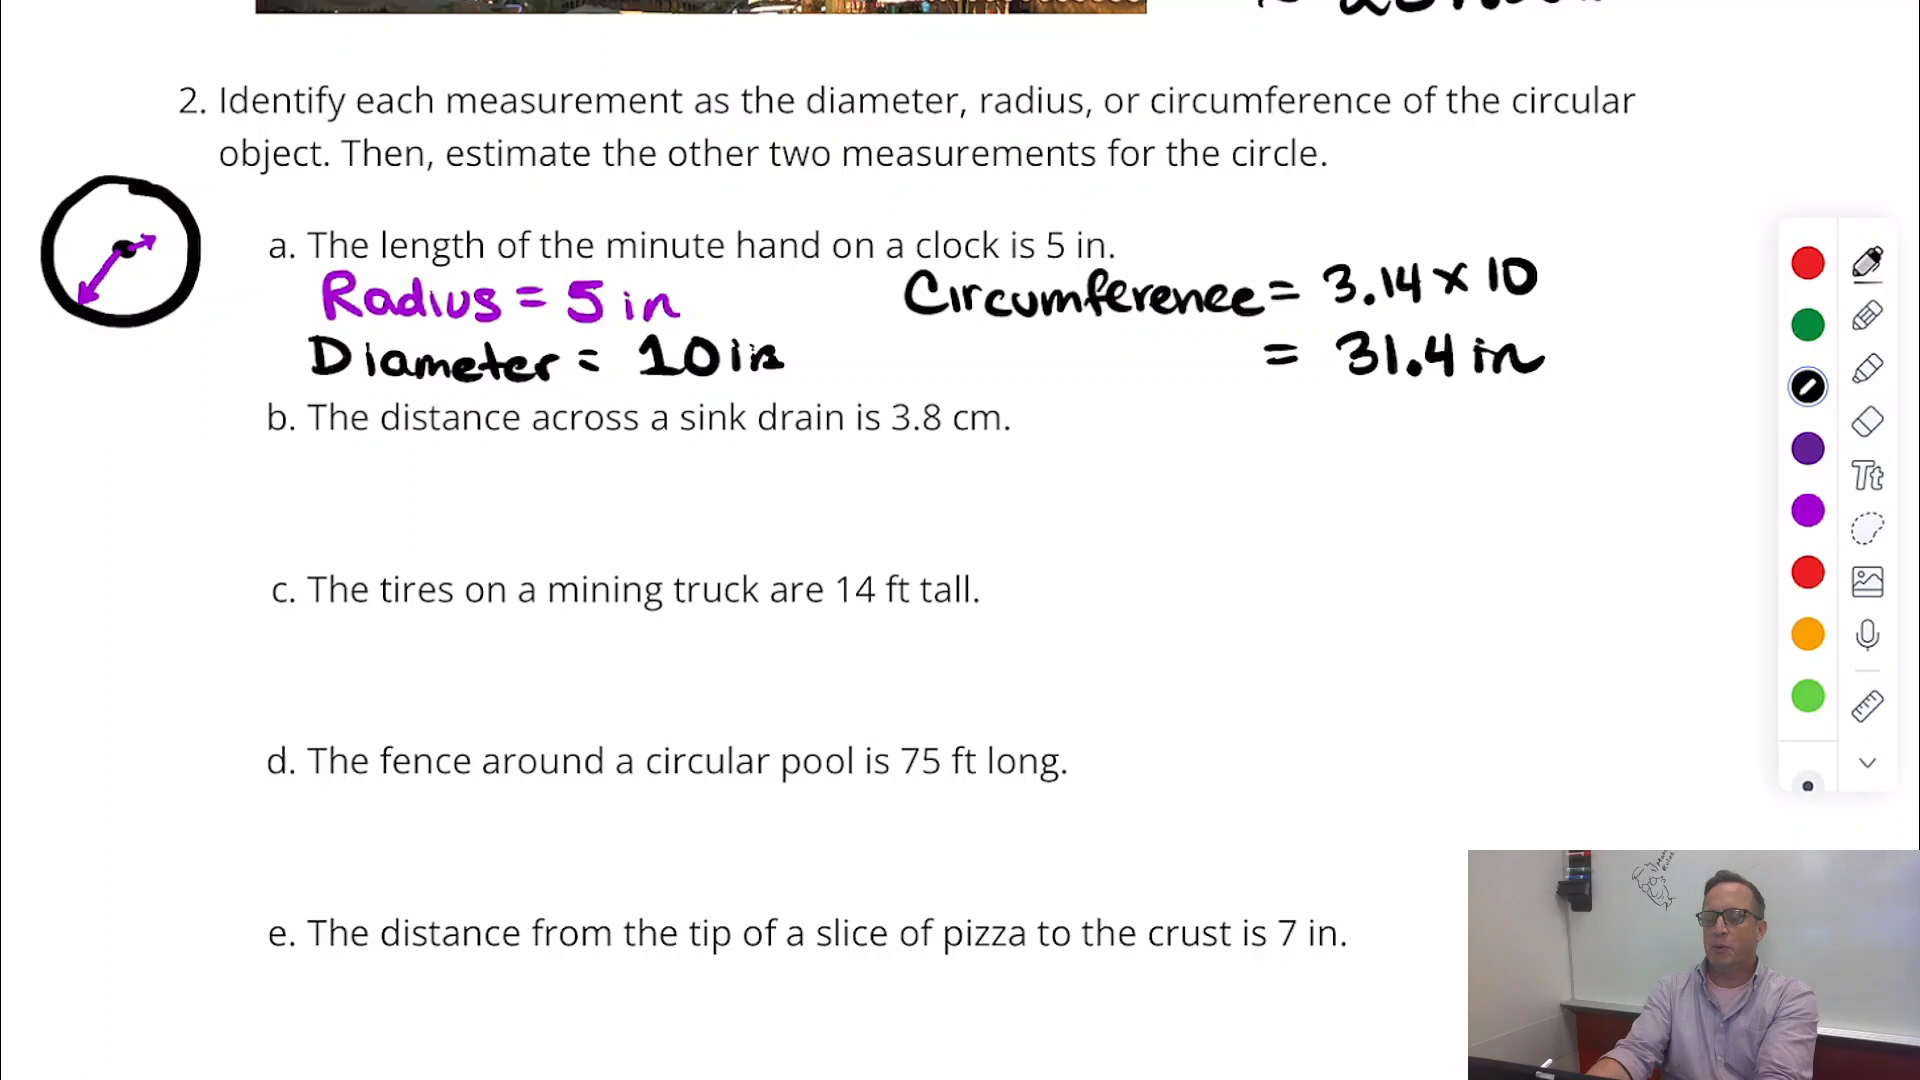 2. Identify each measurement as the diameter, radius, or circumference of the circular
object. Then, estimate the other two measurements for the circle.
a. The length of the minute hand on a clock is 5 in.
Radius = 5 in
Circumference = 3.14 x 10
Diameter = 10 in
= 31.4 in
b. The distance across a sink drain is 3.8 cm.
c. The tires on a mining truck are 14 ft tall.
d. The fence around a circular pool is 75 ft long.
e. The distance from the tip of a slice of pizza to the crust is 7 in.
Tt